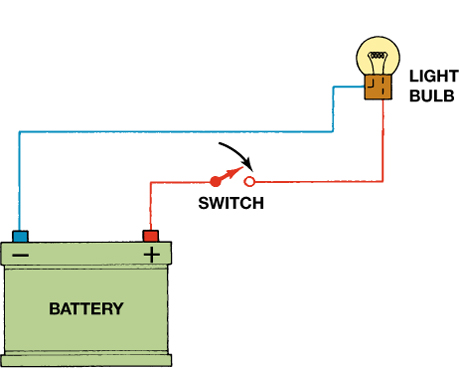 LIGHT
BULB
SWITCH
− +
BATTERY